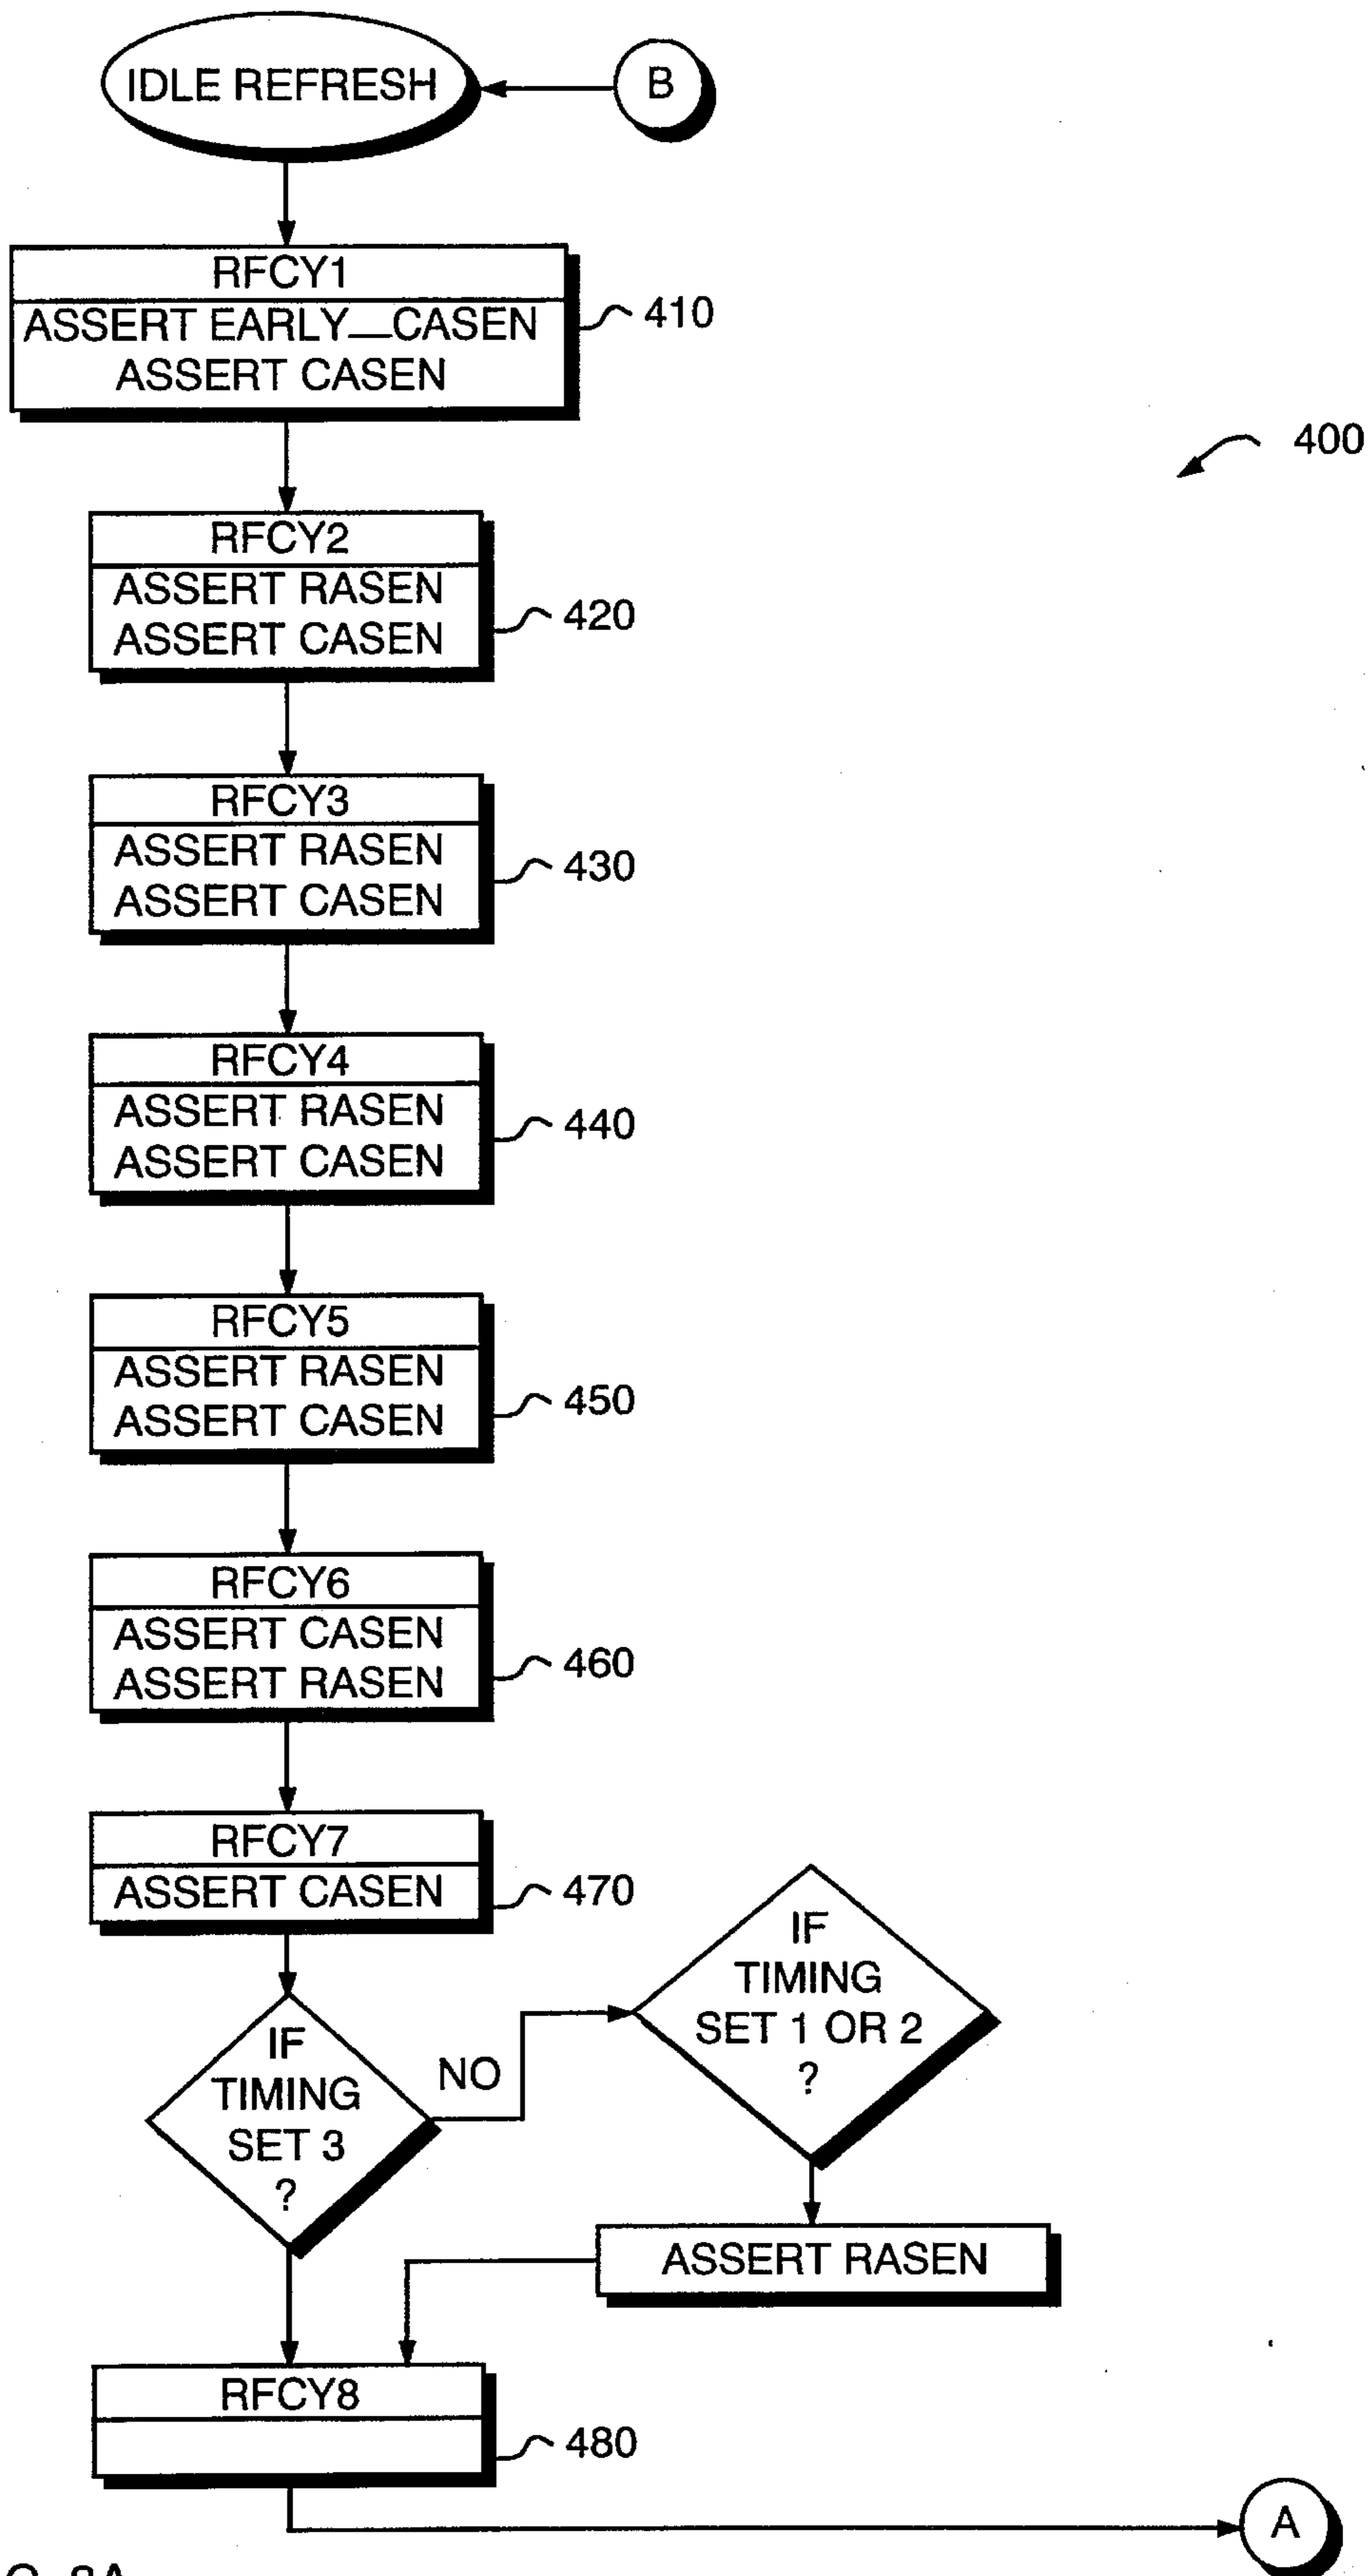 IDLE REFRESH
B
RFCY1
ASSERT EARLY_CASEN
ASSERT CASEN
410
400
RFCY2
ASSERT RASEN
ASSERT CASEN
420
RFCY3
ASSERT RASEN
ASSERT CASEN
430
RFCY4
ASSERT RASEN
ASSERT CASEN
440
RFCY5
ASSERT RASEN
ASSERT CASEN
450
RFCY6
ASSERT CASEN
ASSERT RASEN
460
RFCY7
ASSERT CASEN
470
IF
TIMING
SET 3
?
NO
IF
TIMING
SET 1 OR 2
?
ASSERT RASEN
RFCY8
480
A